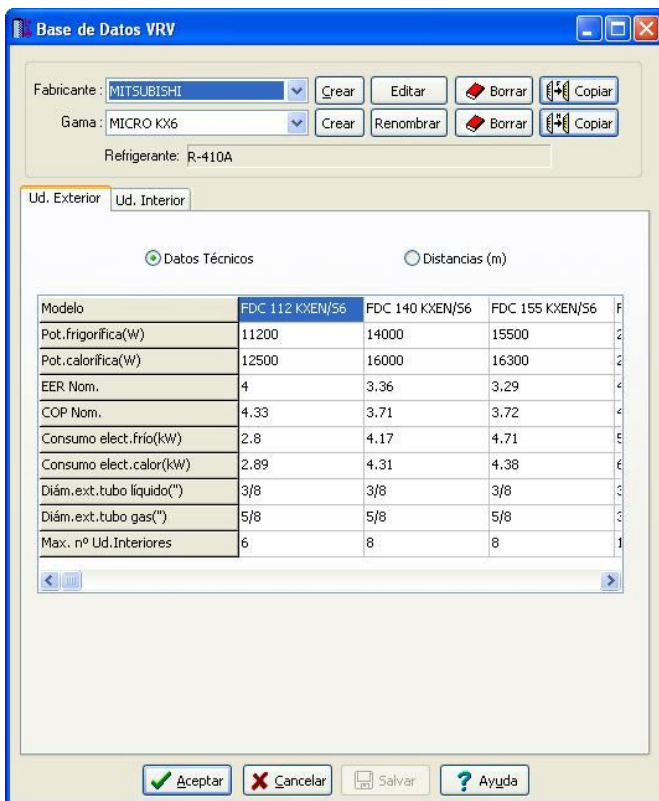 Base de Datos VRV
Fabricante : MITSUBISHI Crear Editar Borrar Copiar
Gama : MICRO KX6 Crear Renombrar Borrar Copiar
Refrigerante: R-410A
Ud. Exterior Ud. Interior
Datos Técnicos Distancias (m)
Modelo FDC 112 KXEN/S6 FDC 140 KXEN/S6 FDC 155 KXEN/S6 F
Pot.frigorífica(W) 11200 14000 15500 2
Pot.calorífica(W) 12500 16000 16300 2
EER Nom. 4 3.36 3.29
COP Nom. 4.33 3.71 3.72
Consumo elect.frío(kW) 2.8 4.17 4.71
Consumo elect.calor(kW) 2.89 4.31 4.38
Diám.ext.tubo líquido(") 3/8 3/8 3/8
Diám.ext.tubo gas(") 5/8 5/8 5/8
Max. nº Ud.Interiores 6 8 8 1
Aceptar Cancelar Salvar Ayuda